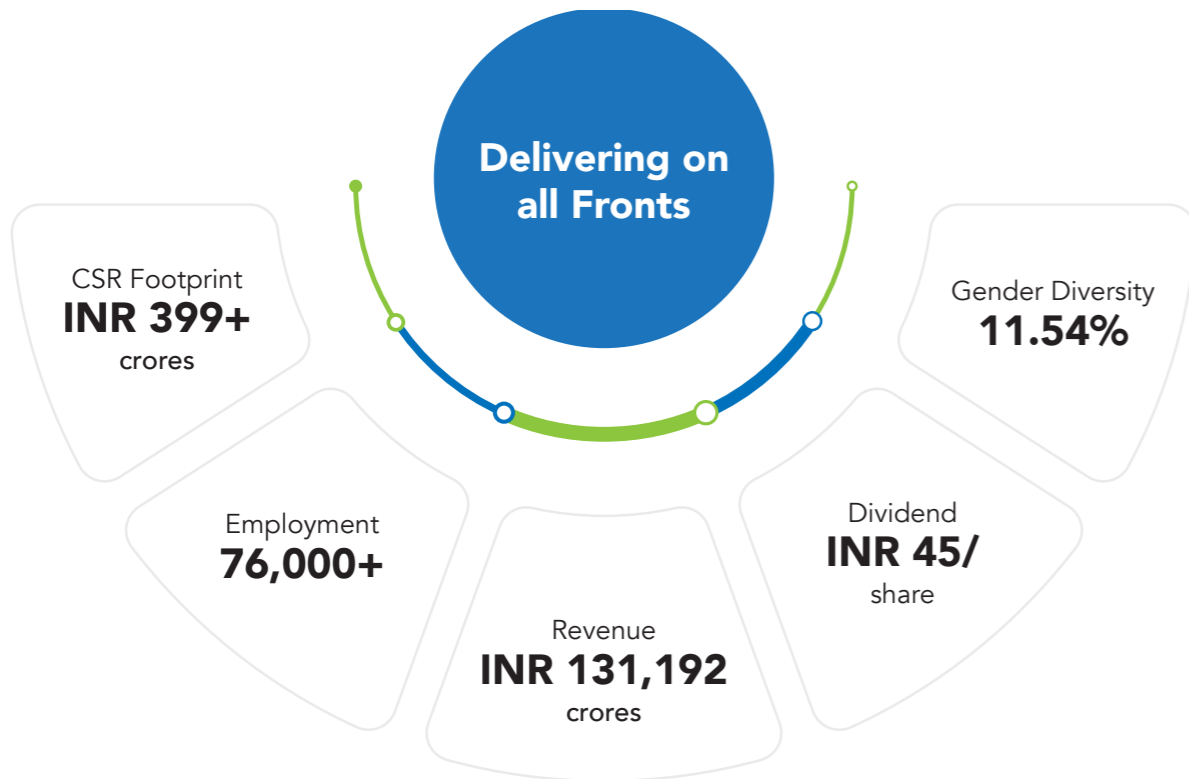 Delivering on
all Fronts
CSR Footprint
INR 399+
crores
Employment
76,000+
Revenue
INR 131,192
crores
Dividend
INR 45/
share
Gender Diversity
11.54%